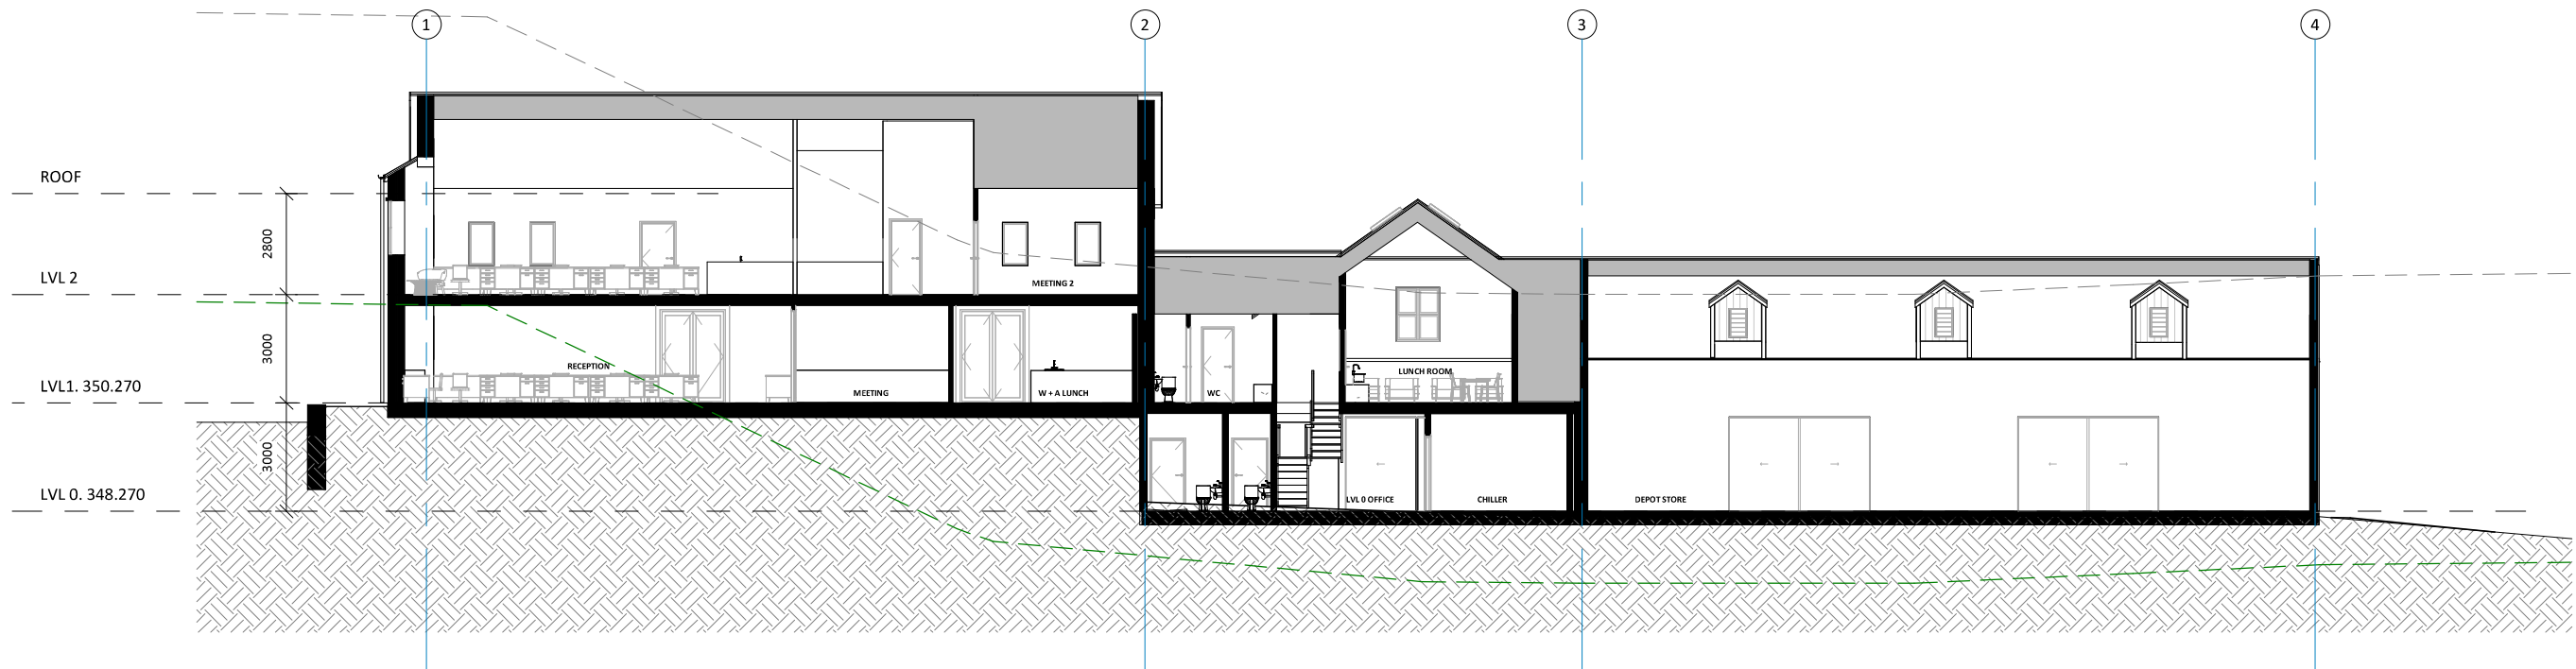 1
2
3
4
ROOF
2800
LVL 2
MEETING 2
3000
RECEPTION
LUNCH ROOM
LVL1. 350.270
MEETING
W + A LUNCH
WC
3000
LVL 0. 348.270
LVL 0 OFFICE
CHILLER
DEPOT STORE